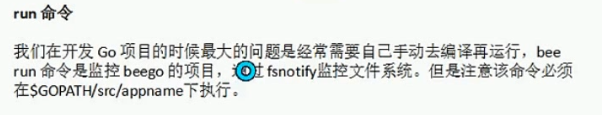 run 命令
我们在开发 Go 项目的时候最大的问题是经常需要自己手动去编译再运行，bee
run 命令是监控 beego 的项目，过 fsnotify监控文件系统。但是注意该命令必须
在$GOPATH/src/appname下执行。